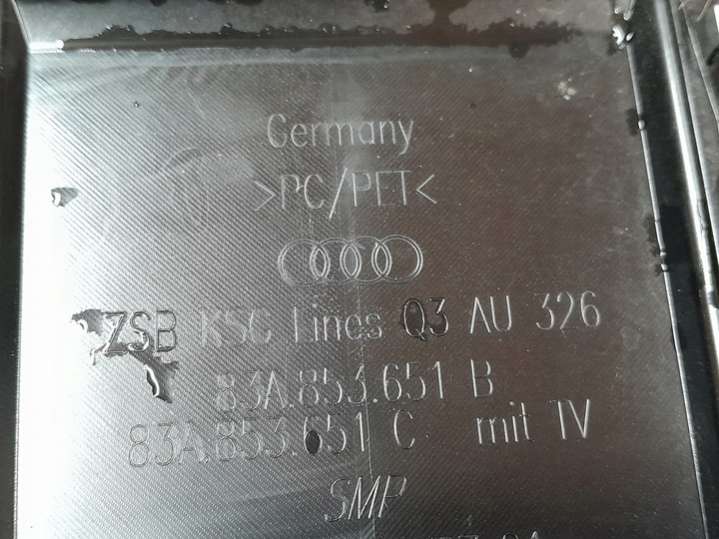 Germany
>PC/PET<
ZSB KSG Lines Q3 AU 326
83A.853.651 B
83A.853.651 C mit TV
SMP